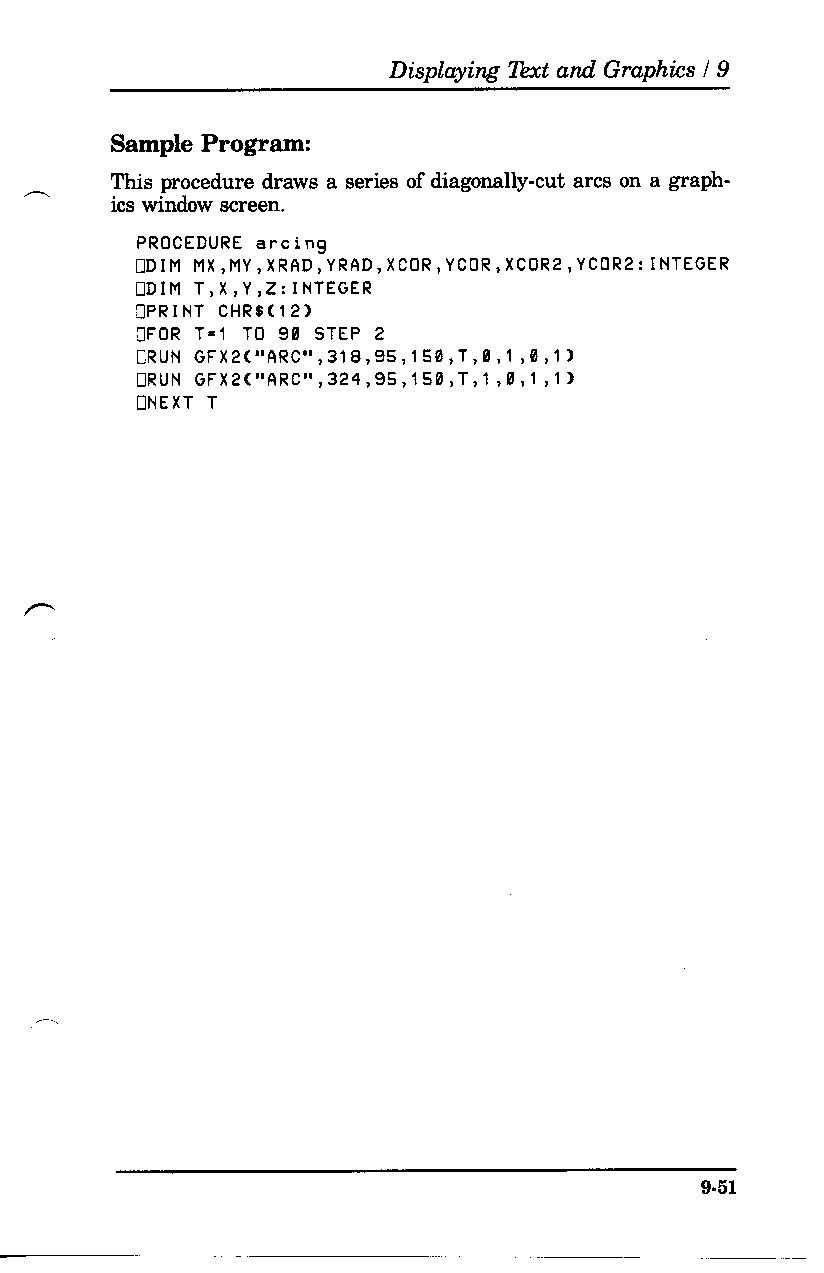 Displaying Text and Graphics / 9
Sample Program:
This procedure draws a series of diagonally-cut arcs on a graph-
ics window screen.
PROCEDURE arcing
□DIM MX,MY,XRAD,YRAD,XCOR,YCOR,XCOR2,YCOR2:INTEGER
□DIM T,X,Y,Z:INTEGER
□PRINT CHR$(12)
□FOR T=1 TO 90 STEP 2
□RUN GFX2("ARC",318,95,150,T,0,1,0,1)
□RUN GFX2("ARC",324,95,150,T,1,0,1,1)
□NEXT T
9-51